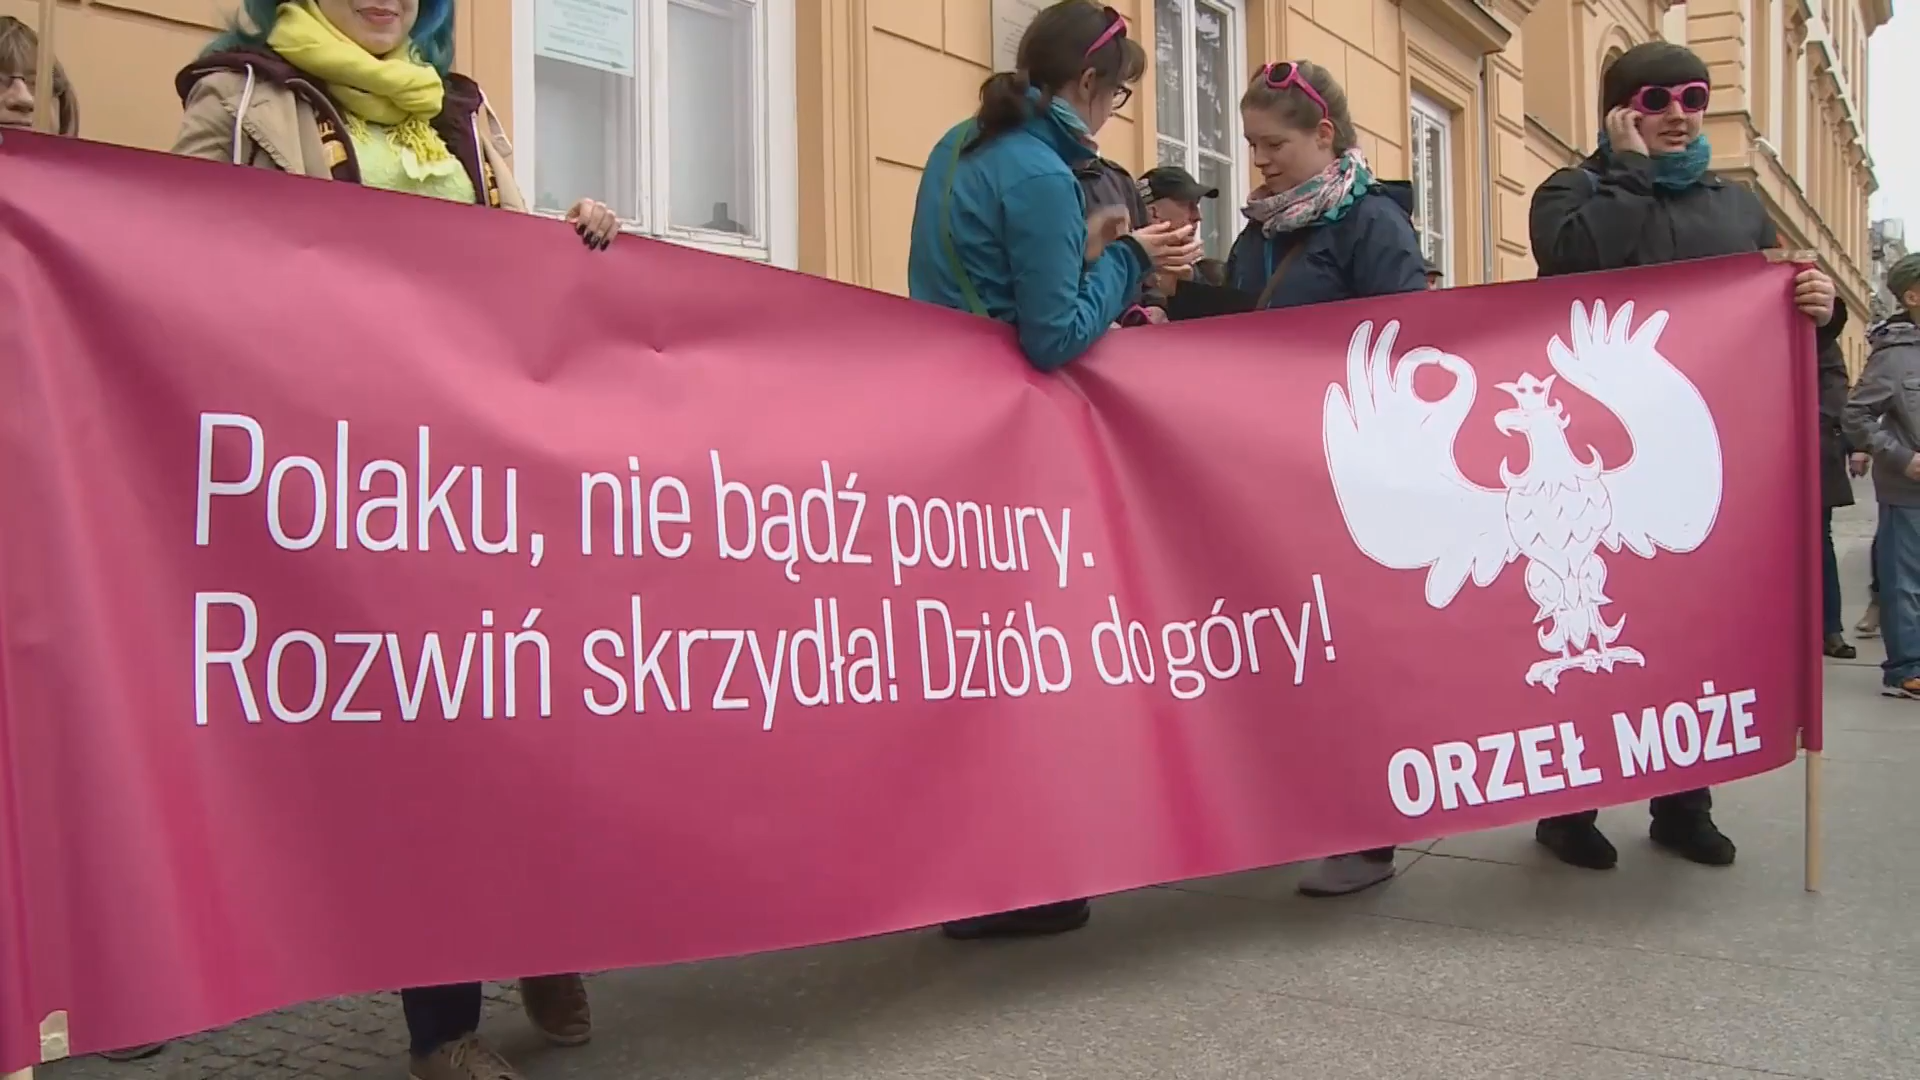 Polaku, nie bądź ponury.
Rozwiń skrzydła! Dziób do góry!
ORZEŁ MOŻE